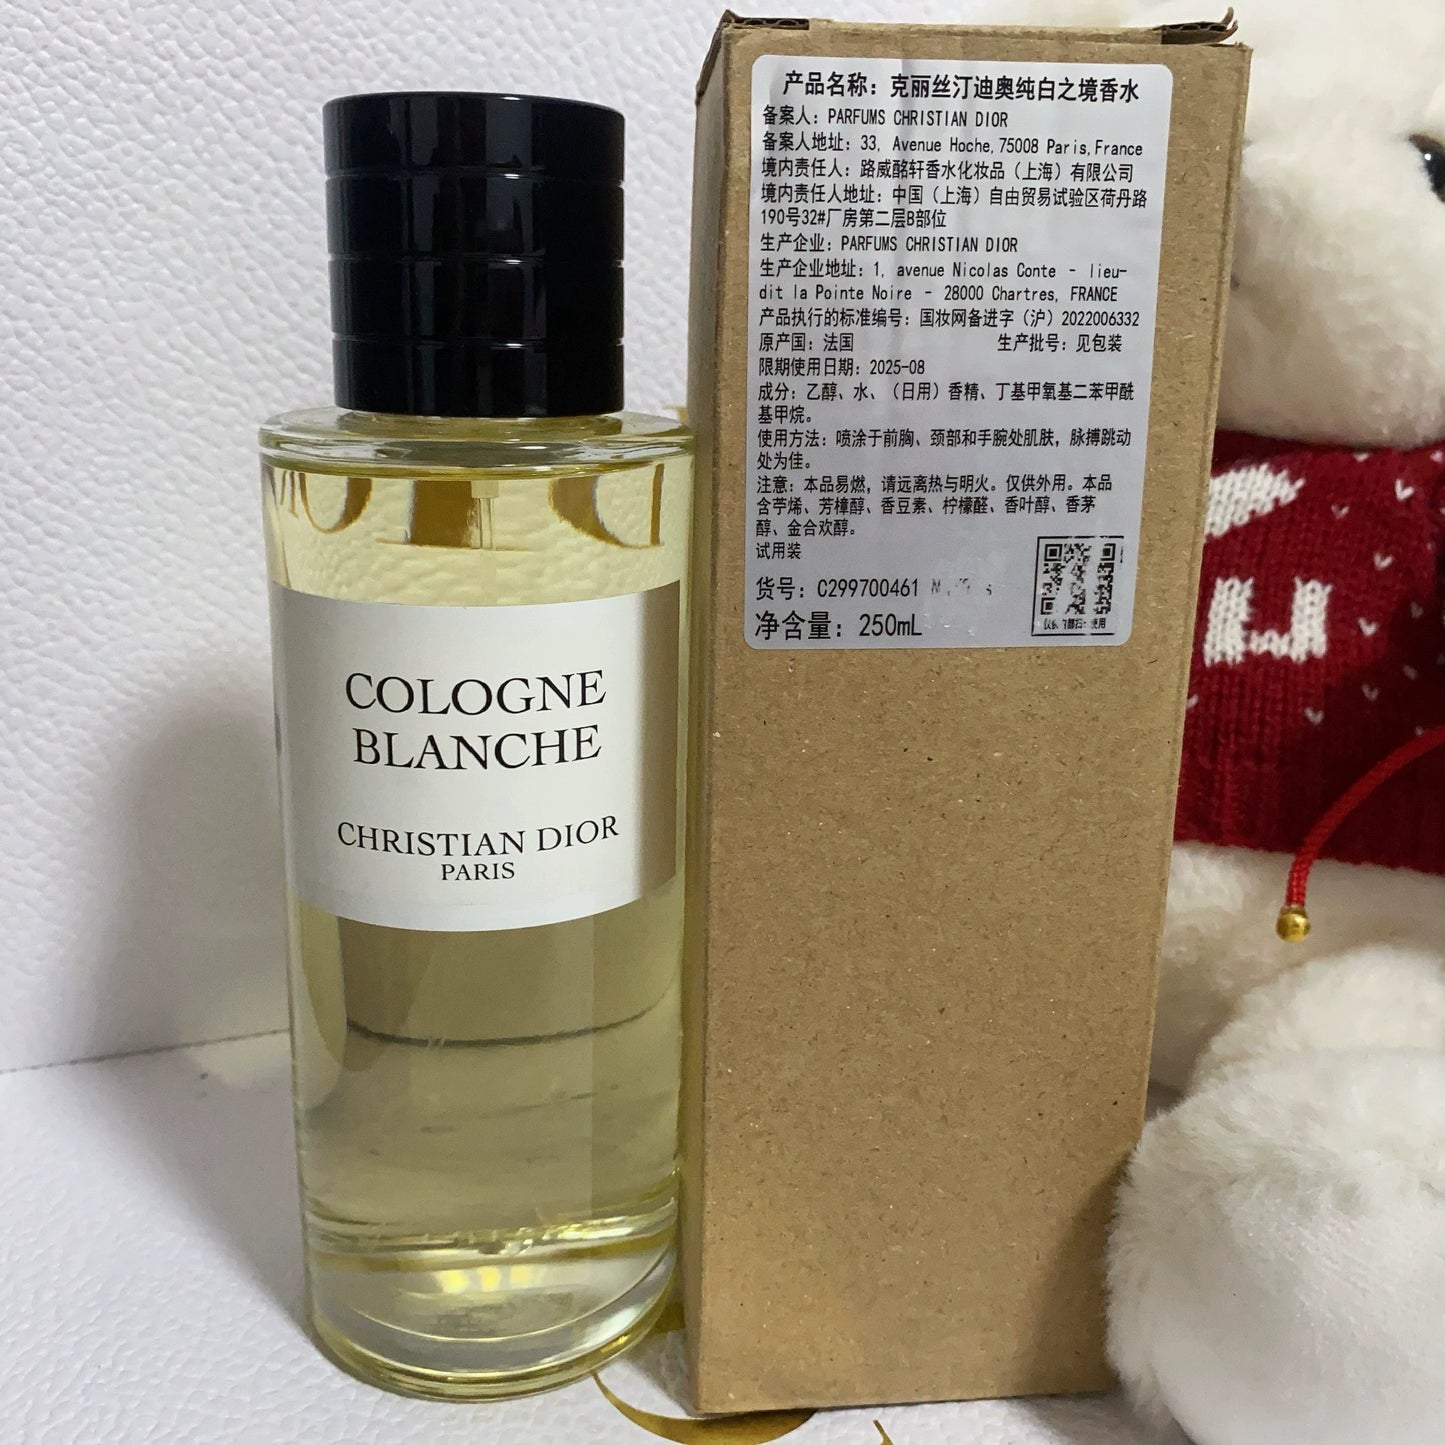 COLOGNE
BLANCHE
CHRISTIAN DIOR
PARIS
产品名称：克丽丝汀迪奥纯白之境香水
备案人：PARFUMS CHRISTIAN DIOR
备案人地址：33, Avenue Hoche,75008 Paris,France
境内责任人：路威酩轩香水化妆品（上海）有限公司
境内责任人地址：中国（上海）自由贸易试验区荷丹路
190号32#厂房第二层B部位
生产企业：PARFUMS CHRISTIAN DIOR
生产企业地址：1, avenue Nicolas Conte – lieu-
dit la Pointe Noire – 28000 Chartres, FRANCE
产品执行的标准编号：国妆网备进字（沪）2022006332
原产国：法国 生产批号：见包装
限期使用日期：2025-08
成分：乙醇、水、（日用）香精、丁基甲氧基二苯甲酰
基甲烷。
使用方法：喷涂于前胸、颈部和手腕处肌肤，脉搏跳动
处为佳。
注意：本品易燃，请远离热与明火。仅供外用。本品
含苧烯、芳樟醇、香豆素、柠檬醛、香叶醇、香茅
醇、金合欢醇。
试用装
货号：C299700461
净含量：250mL